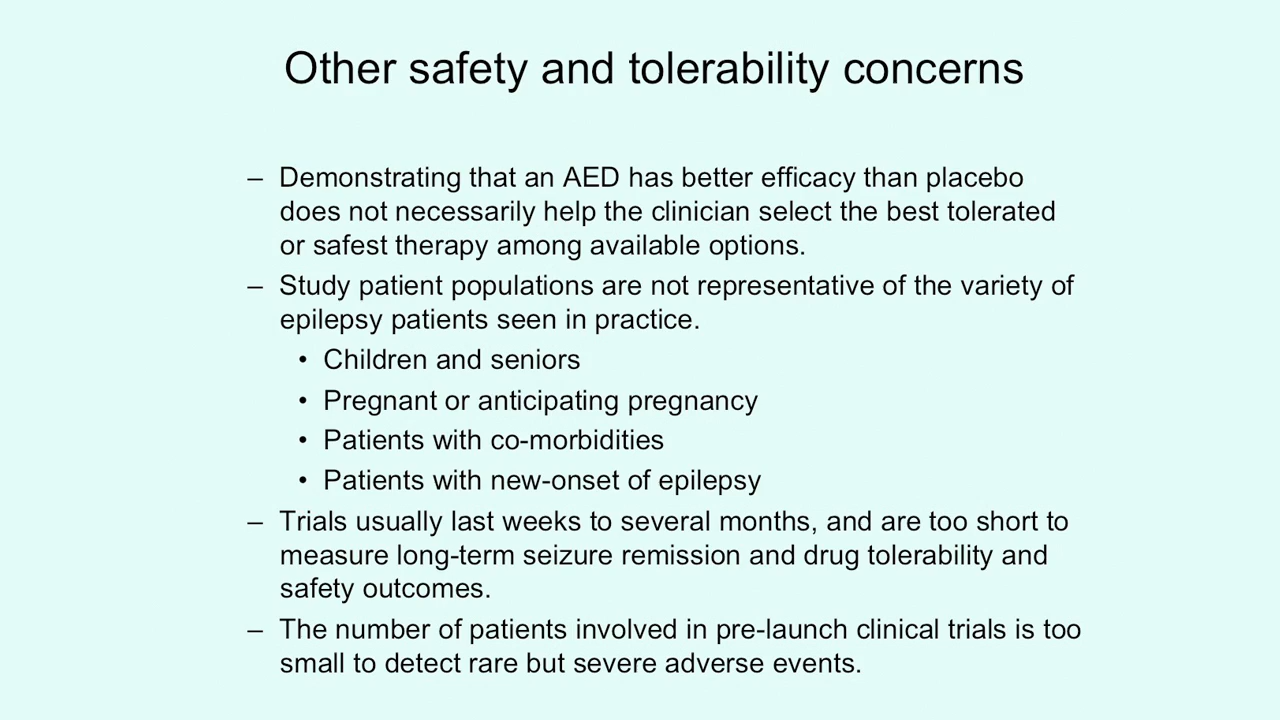 Other safety and tolerability concerns
– Demonstrating that an AED has better efficacy than placebo
does not necessarily help the clinician select the best tolerated
or safest therapy among available options.
– Study patient populations are not representative of the variety of
epilepsy patients seen in practice.
• Children and seniors
• Pregnant or anticipating pregnancy
• Patients with co-morbidities
• Patients with new-onset of epilepsy
– Trials usually last weeks to several months, and are too short to
measure long-term seizure remission and drug tolerability and
safety outcomes.
– The number of patients involved in pre-launch clinical trials is too
small to detect rare but severe adverse events.